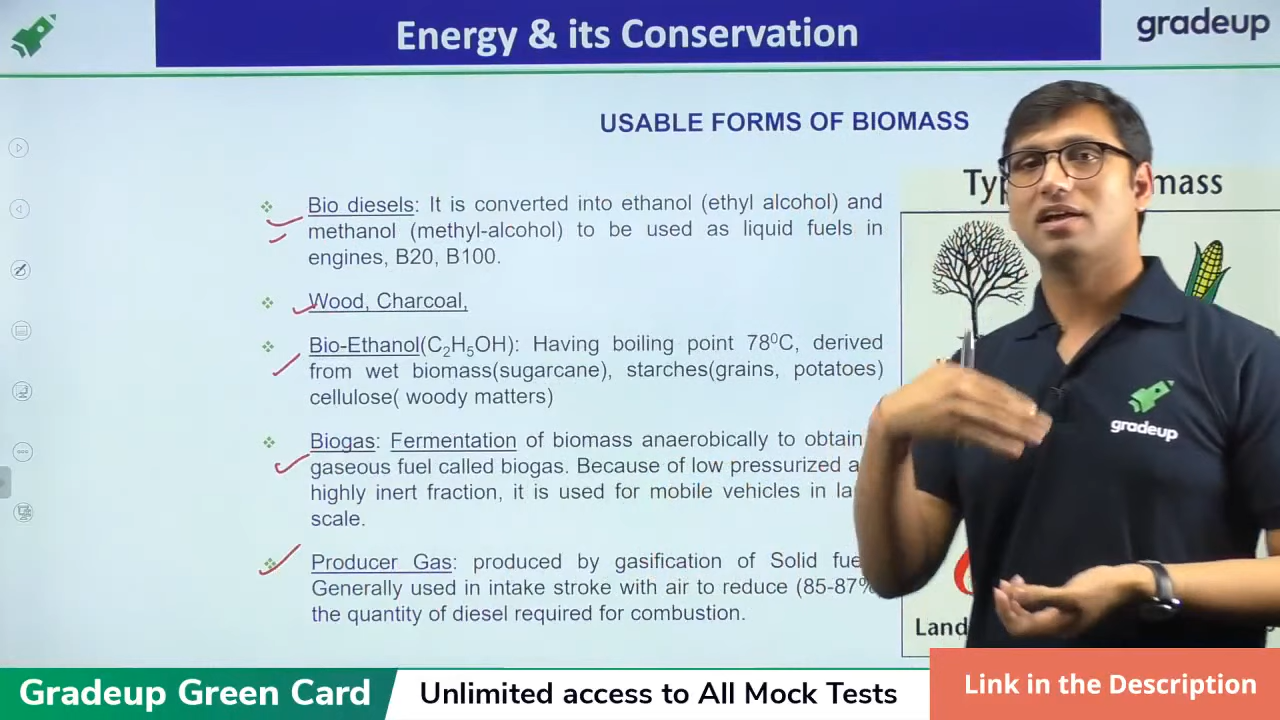 Energy & its Conservation
gradeup
USABLE FORMS OF BIOMASS
Bio diesels: It is converted into ethanol (ethyl alcohol) and
methanol (methyl-alcohol) to be used as liquid fuels in
engines, B20, B100.
Wood, Charcoal,
Bio-Ethanol(C₂H₅OH): Having boiling point 78⁰C, derived
from wet biomass(sugarcane), starches(grains, potatoes)
cellulose( woody matters)
Biogas: Fermentation of biomass anaerobically to obtain
gaseous fuel called biogas. Because of low pressurized
highly inert fraction, it is used for mobile vehicles in
scale.
Producer Gas: produced by gasification of Solid
Generally used in intake stroke with air to reduce (85-87%
the quantity of diesel required for combustion.
gradeup
Gradeup Green Card
Unlimited access to All Mock Tests
Link in the Description